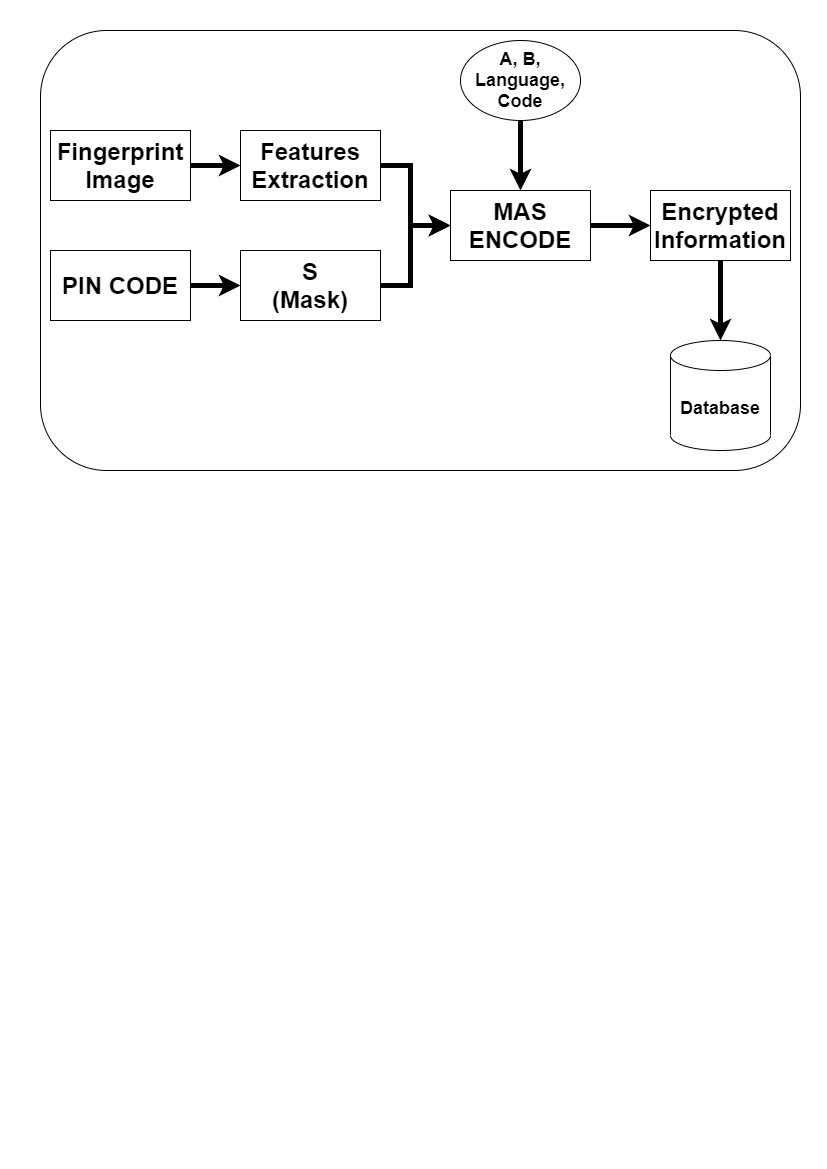 A, B,
Language,
Code
Fingerprint
Image
Features
Extraction
MAS
ENCODE
Encrypted
Information
PIN CODE
S
(Mask)
Database